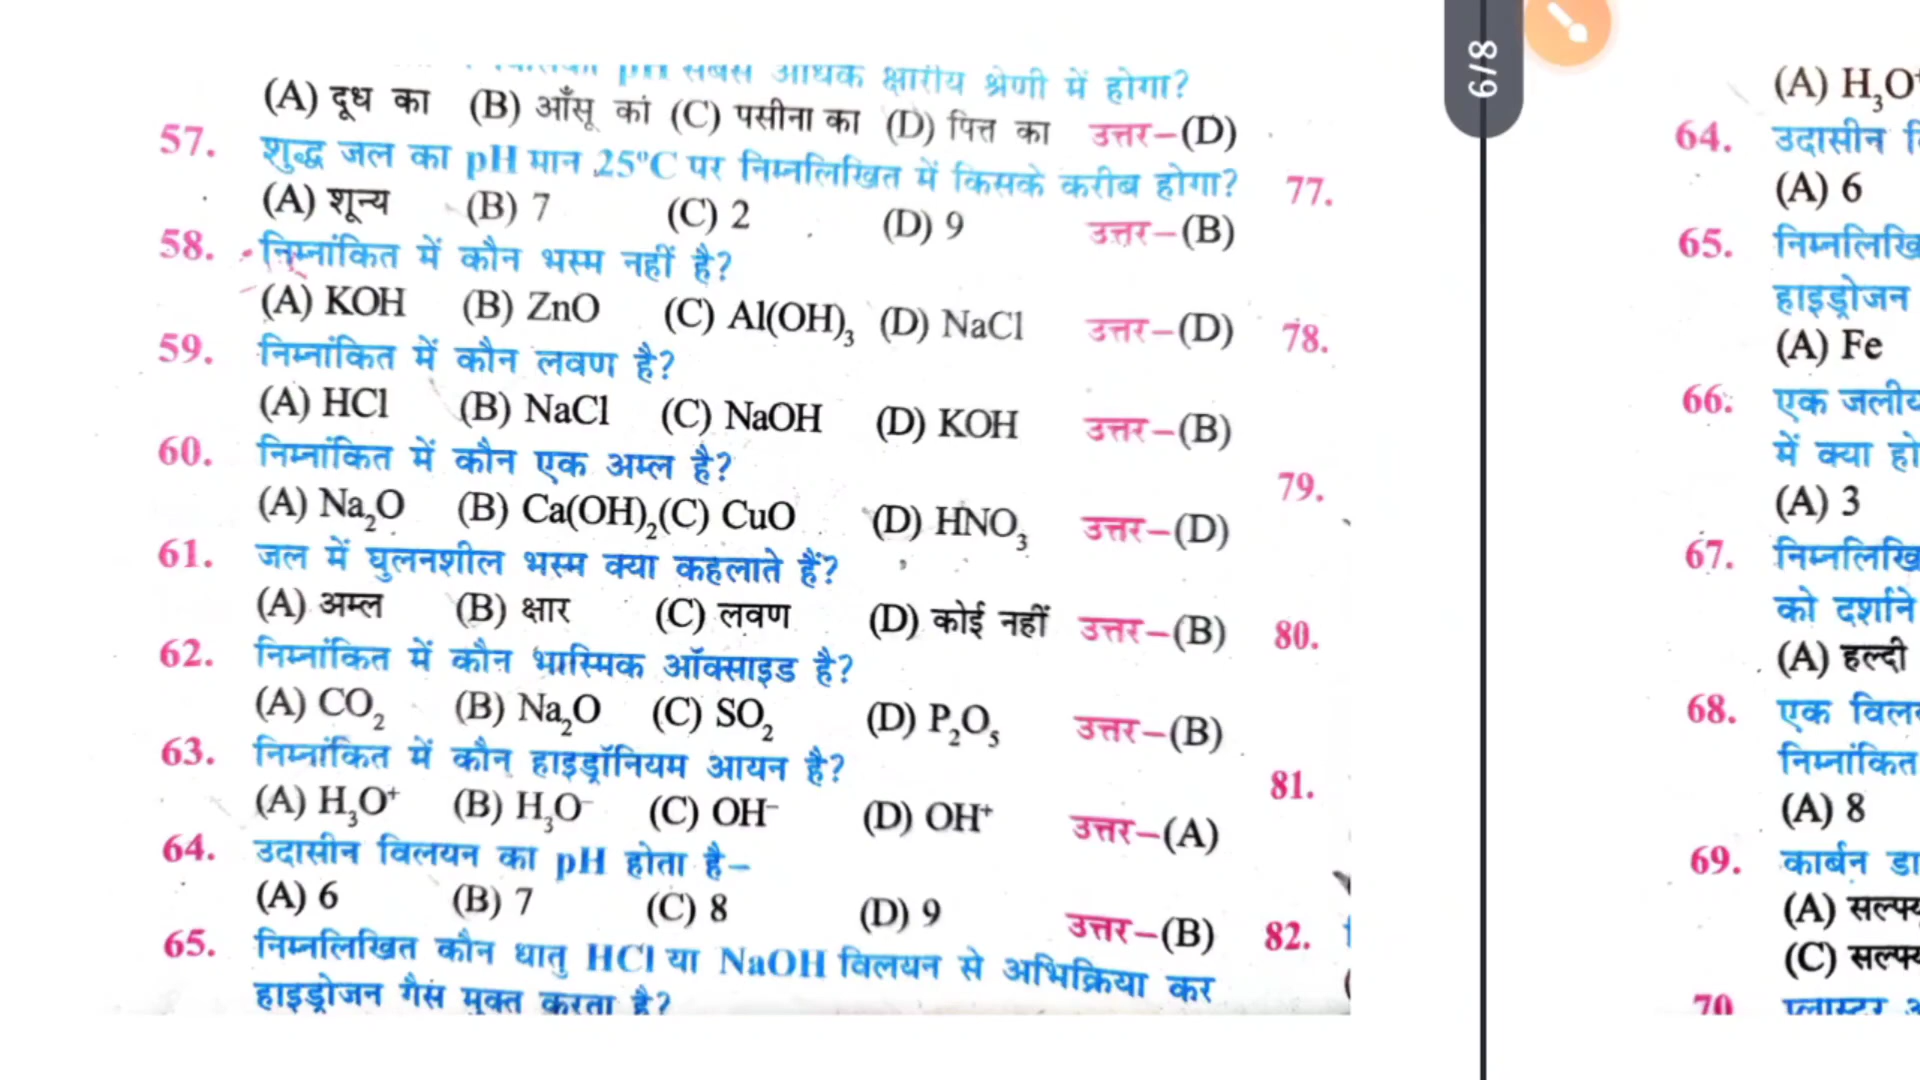 pH सबसे अधिक क्षारीय श्रेणी में होगा?
(A) दूध का (B) आँसू कां (C) पसीना का (D) पित्त का उत्तर–(D)
57. शुद्ध जल का pH मान 25°C पर निम्नलिखित में किसके करीब होगा?
(A) शून्य (B) 7 (C) 2 (D) 9 उत्तर–(B)
58. निम्नांकित में कौन भस्म नहीं है?
(A) KOH (B) ZnO (C) Al(OH)₃ (D) NaCl उत्तर–(D)
59. निम्नांकित में कौन लवण है?
(A) HCl (B) NaCl (C) NaOH (D) KOH उत्तर–(B)
60. निम्नांकित में कौन एक अम्ल है?
(A) Na₂O (B) Ca(OH)₂ (C) CuO (D) HNO₃ उत्तर–(D)
61. जल में घुलनशील भस्म क्या कहलाते हैं?
(A) अम्ल (B) क्षार (C) लवण (D) कोई नहीं उत्तर–(B)
62. निम्नांकित में कौन भास्मिक ऑक्साइड है?
(A) CO₂ (B) Na₂O (C) SO₂ (D) P₂O₅ उत्तर–(B)
63. निम्नांकित में कौन हाइड्रॉनियम आयन है?
(A) H₃O⁺ (B) H₃O⁻ (C) OH⁻ (D) OH⁺ उत्तर–(A)
64. उदासीन विलयन का pH होता है–
(A) 6 (B) 7 (C) 8 (D) 9 उत्तर–(B)
65. निम्नलिखित कौन धातु HCl या NaOH विलयन से अभिक्रिया कर
हाइड्रोजन गैस मुक्त करता है?
77.
78.
79.
80.
81.
82.
6/8
(A) H₃O⁺
64. उदासीन
(A) 6
65. निम्नलिखि
हाइड्रोजन
(A) Fe
66. एक जलीय
में क्या हो
(A) 3
67. निम्नलिखि
को दर्शाने
(A) हल्दी
68. एक
निम्नांकित
(A) 8
69. कार्बन डा
(A) सल्फ्यू
(C)
70 प्लास्टर